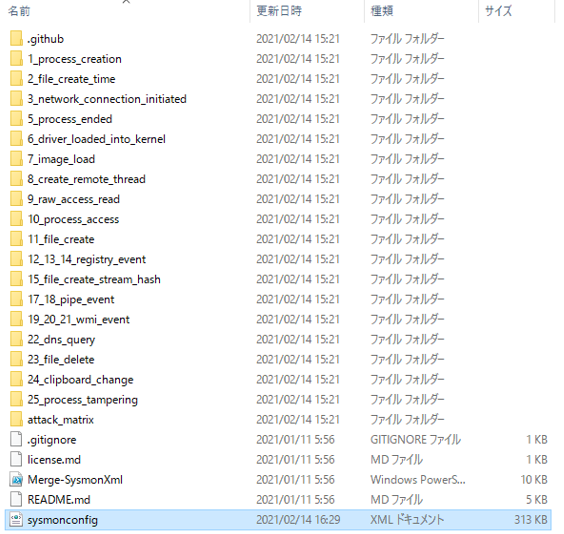 名前 更新日時 種類 サイズ
.github 2021/02/14 15:21 ファイル フォルダー
1_process_creation 2021/02/14 15:21 ファイル フォルダー
2_file_create_time 2021/02/14 15:21 ファイル フォルダー
3_network_connection_initiated 2021/02/14 15:21 ファイル フォルダー
5_process_ended 2021/02/14 15:21 ファイル フォルダー
6_driver_loaded_into_kernel 2021/02/14 15:21 ファイル フォルダー
7_image_load 2021/02/14 15:21 ファイル フォルダー
8_create_remote_thread 2021/02/14 15:21 ファイル フォルダー
9_raw_access_read 2021/02/14 15:21 ファイル フォルダー
10_process_access 2021/02/14 15:21 ファイル フォルダー
11_file_create 2021/02/14 15:21 ファイル フォルダー
12_13_14_registry_event 2021/02/14 15:21 ファイル フォルダー
15_file_create_stream_hash 2021/02/14 15:21 ファイル フォルダー
17_18_pipe_event 2021/02/14 15:21 ファイル フォルダー
19_20_21_wmi_event 2021/02/14 15:21 ファイル フォルダー
22_dns_query 2021/02/14 15:21 ファイル フォルダー
23_file_delete 2021/02/14 15:21 ファイル フォルダー
24_clipboard_change 2021/02/14 15:21 ファイル フォルダー
25_process_tampering 2021/02/14 15:21 ファイル フォルダー
attack_matrix 2021/02/14 15:21 ファイル フォルダー
.gitignore 2021/01/11 5:56 GITIGNORE ファイル 1 KB
license.md 2021/01/11 5:56 MD ファイル 1 KB
Merge-SysmonXml 2021/01/11 5:56 Windows PowerS... 10 KB
README.md 2021/01/11 5:56 MD ファイル 5 KB
sysmonconfig 2021/02/14 16:29 XML ドキュメント 313 KB